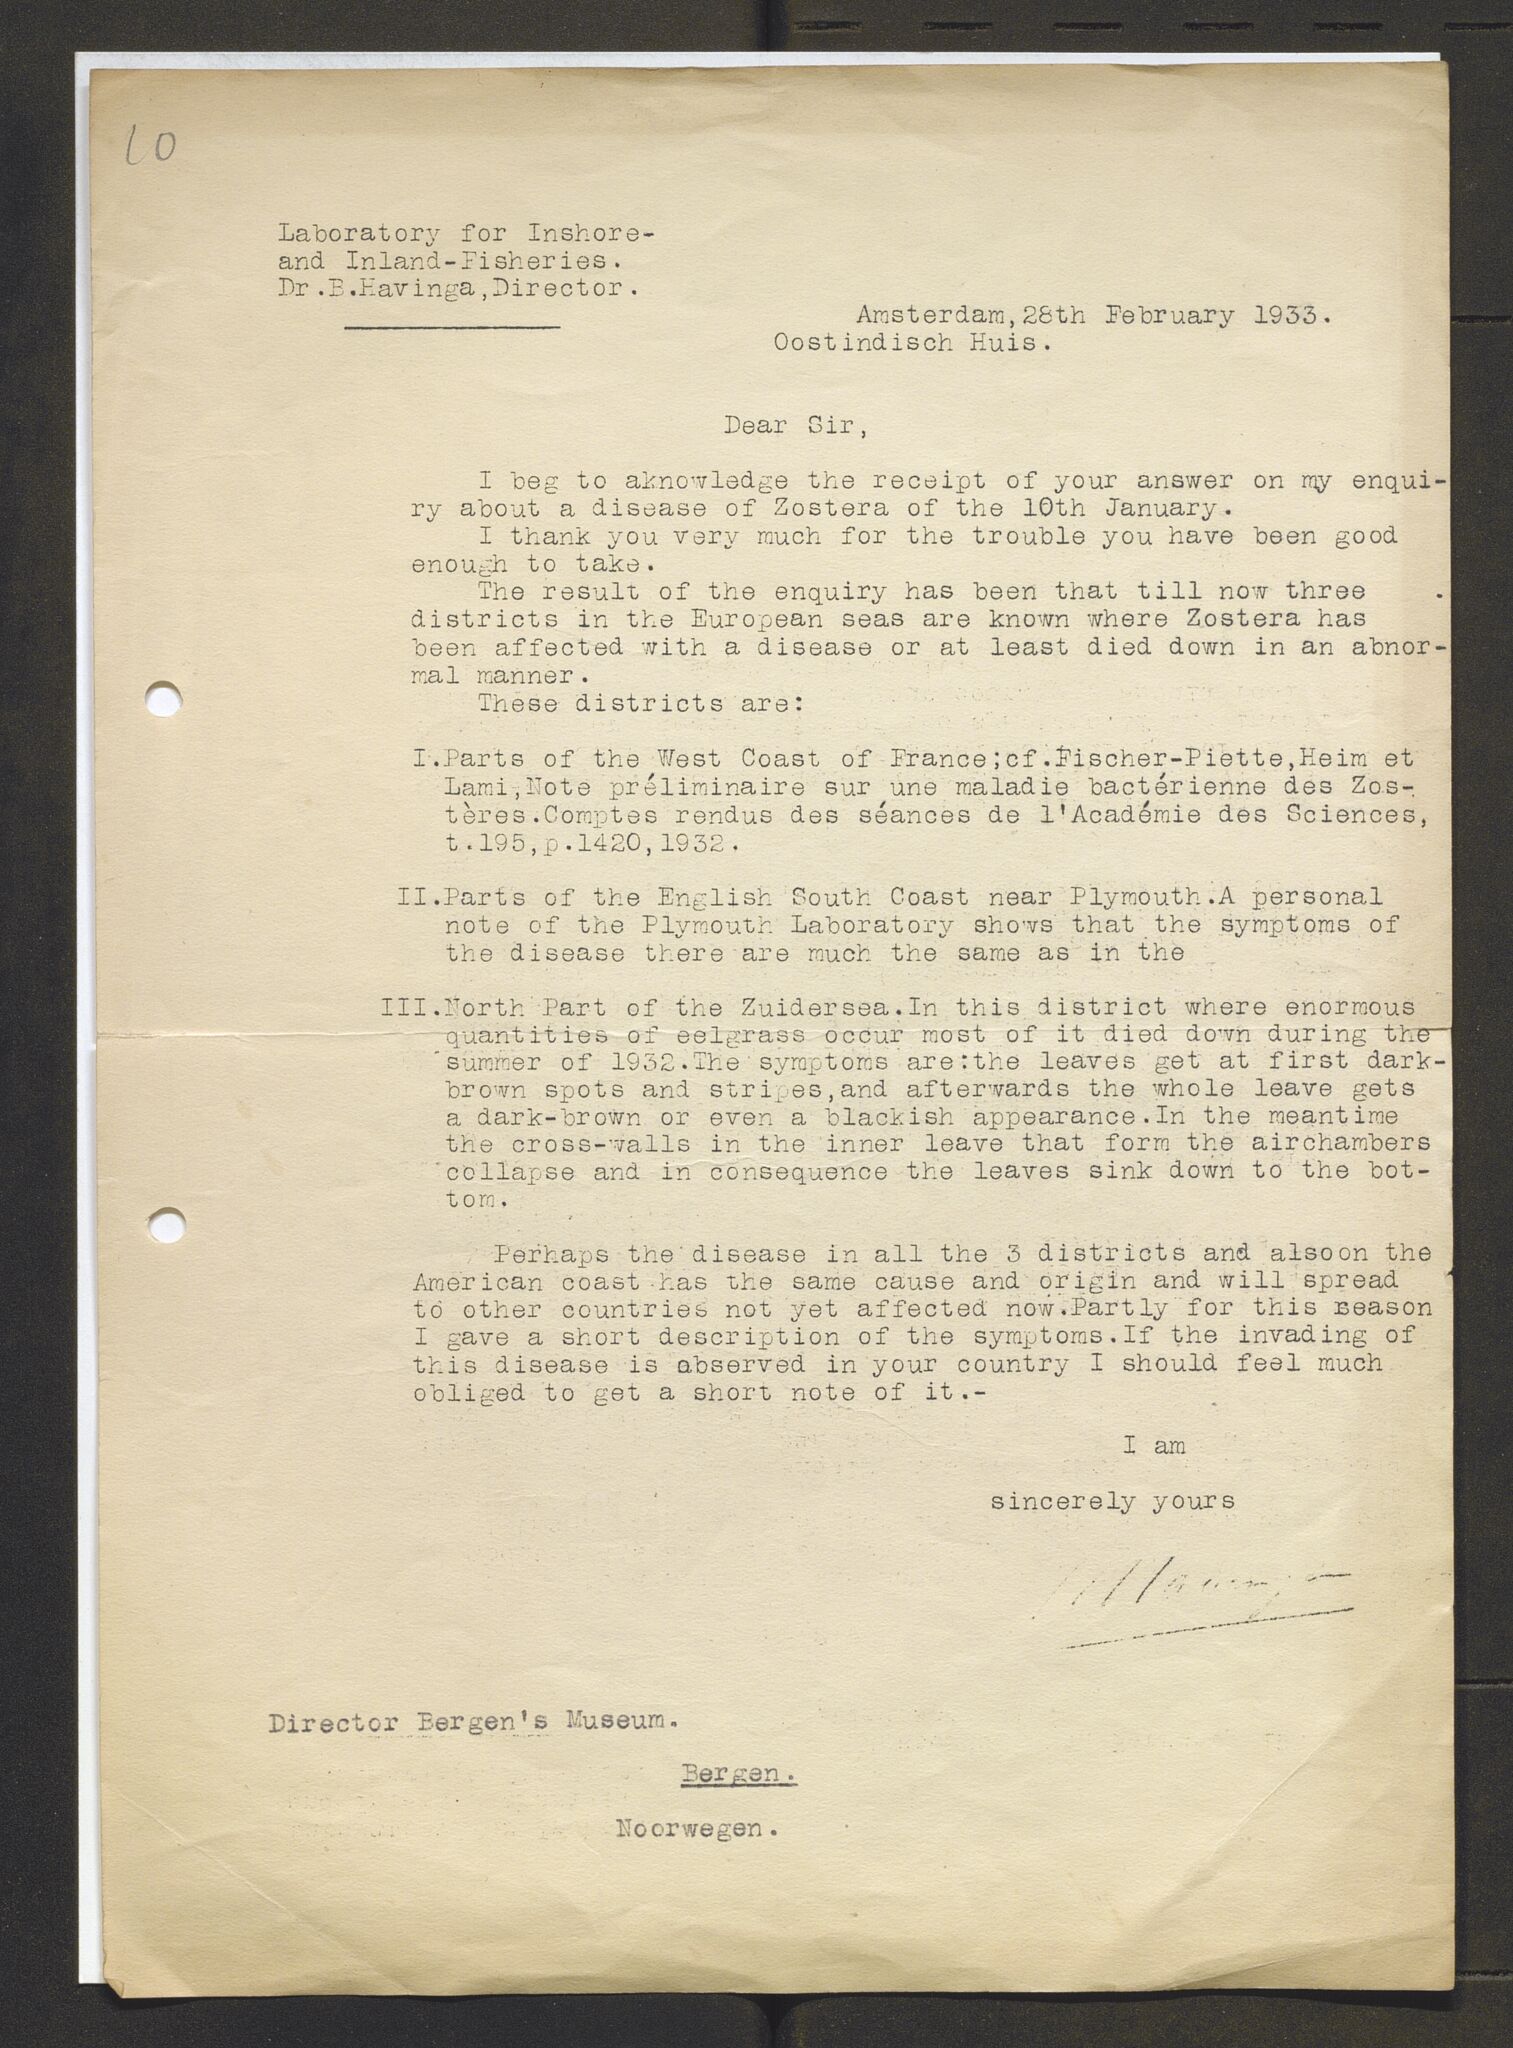 10
Laboratory for Inshore-
and Inland-Fisheries.
Dr.B.Havinga,Director.
Amsterdam,28th February 1933.
Oostindisch Huis.
Dear Sir,
I beg to aknowledge the receipt of your answer on my enqui-
ry about a disease of Zostera of the 10th January.
I thank you very much for the trouble you have been good
enough to take.
The result of the enquiry has been that till now three
districts in the European seas are known where Zostera has
been affected with a disease or at least died down in an abnor-
mal manner.
These districts are:
I.Parts of the West Coast of France;cf.Fischer-Piette,Heim et
Lami,Note préliminaire sur une maladie bactérienne des Zos-
tères.Comptes rendus des séances de l'Académie des Sciences,
t.195,p.1420,1932.
II.Parts of the English South Coast near Plymouth.A personal
note of the Plymouth Laboratory shows that the symptoms of
the disease there are much the same as in the
III.North Part of the Zuidersea.In this district where enormous
quantities of eelgrass occur most of it died down during the
summer of 1932.The symptoms are:the leaves get at first dark-
brown spots and stripes,and afterwards the whole leave gets
a dark-brown or even a blackish appearance.In the meantime
the cross-walls in the inner leave that form the airchambers
collapse and in consequence the leaves sink down to the bot-
tom.
Perhaps the disease in all the 3 districts and alsoon the
American coast has the same cause and origin and will spread
to other countries not yet affected now.Partly for this reason
I gave a short description of the symptoms.If the invading of
this disease is observed in your country I should feel much
obliged to get a short note of it.-
I am
sincerely yours
Director Bergen's Museum.
Bergen.
Noorwegen.